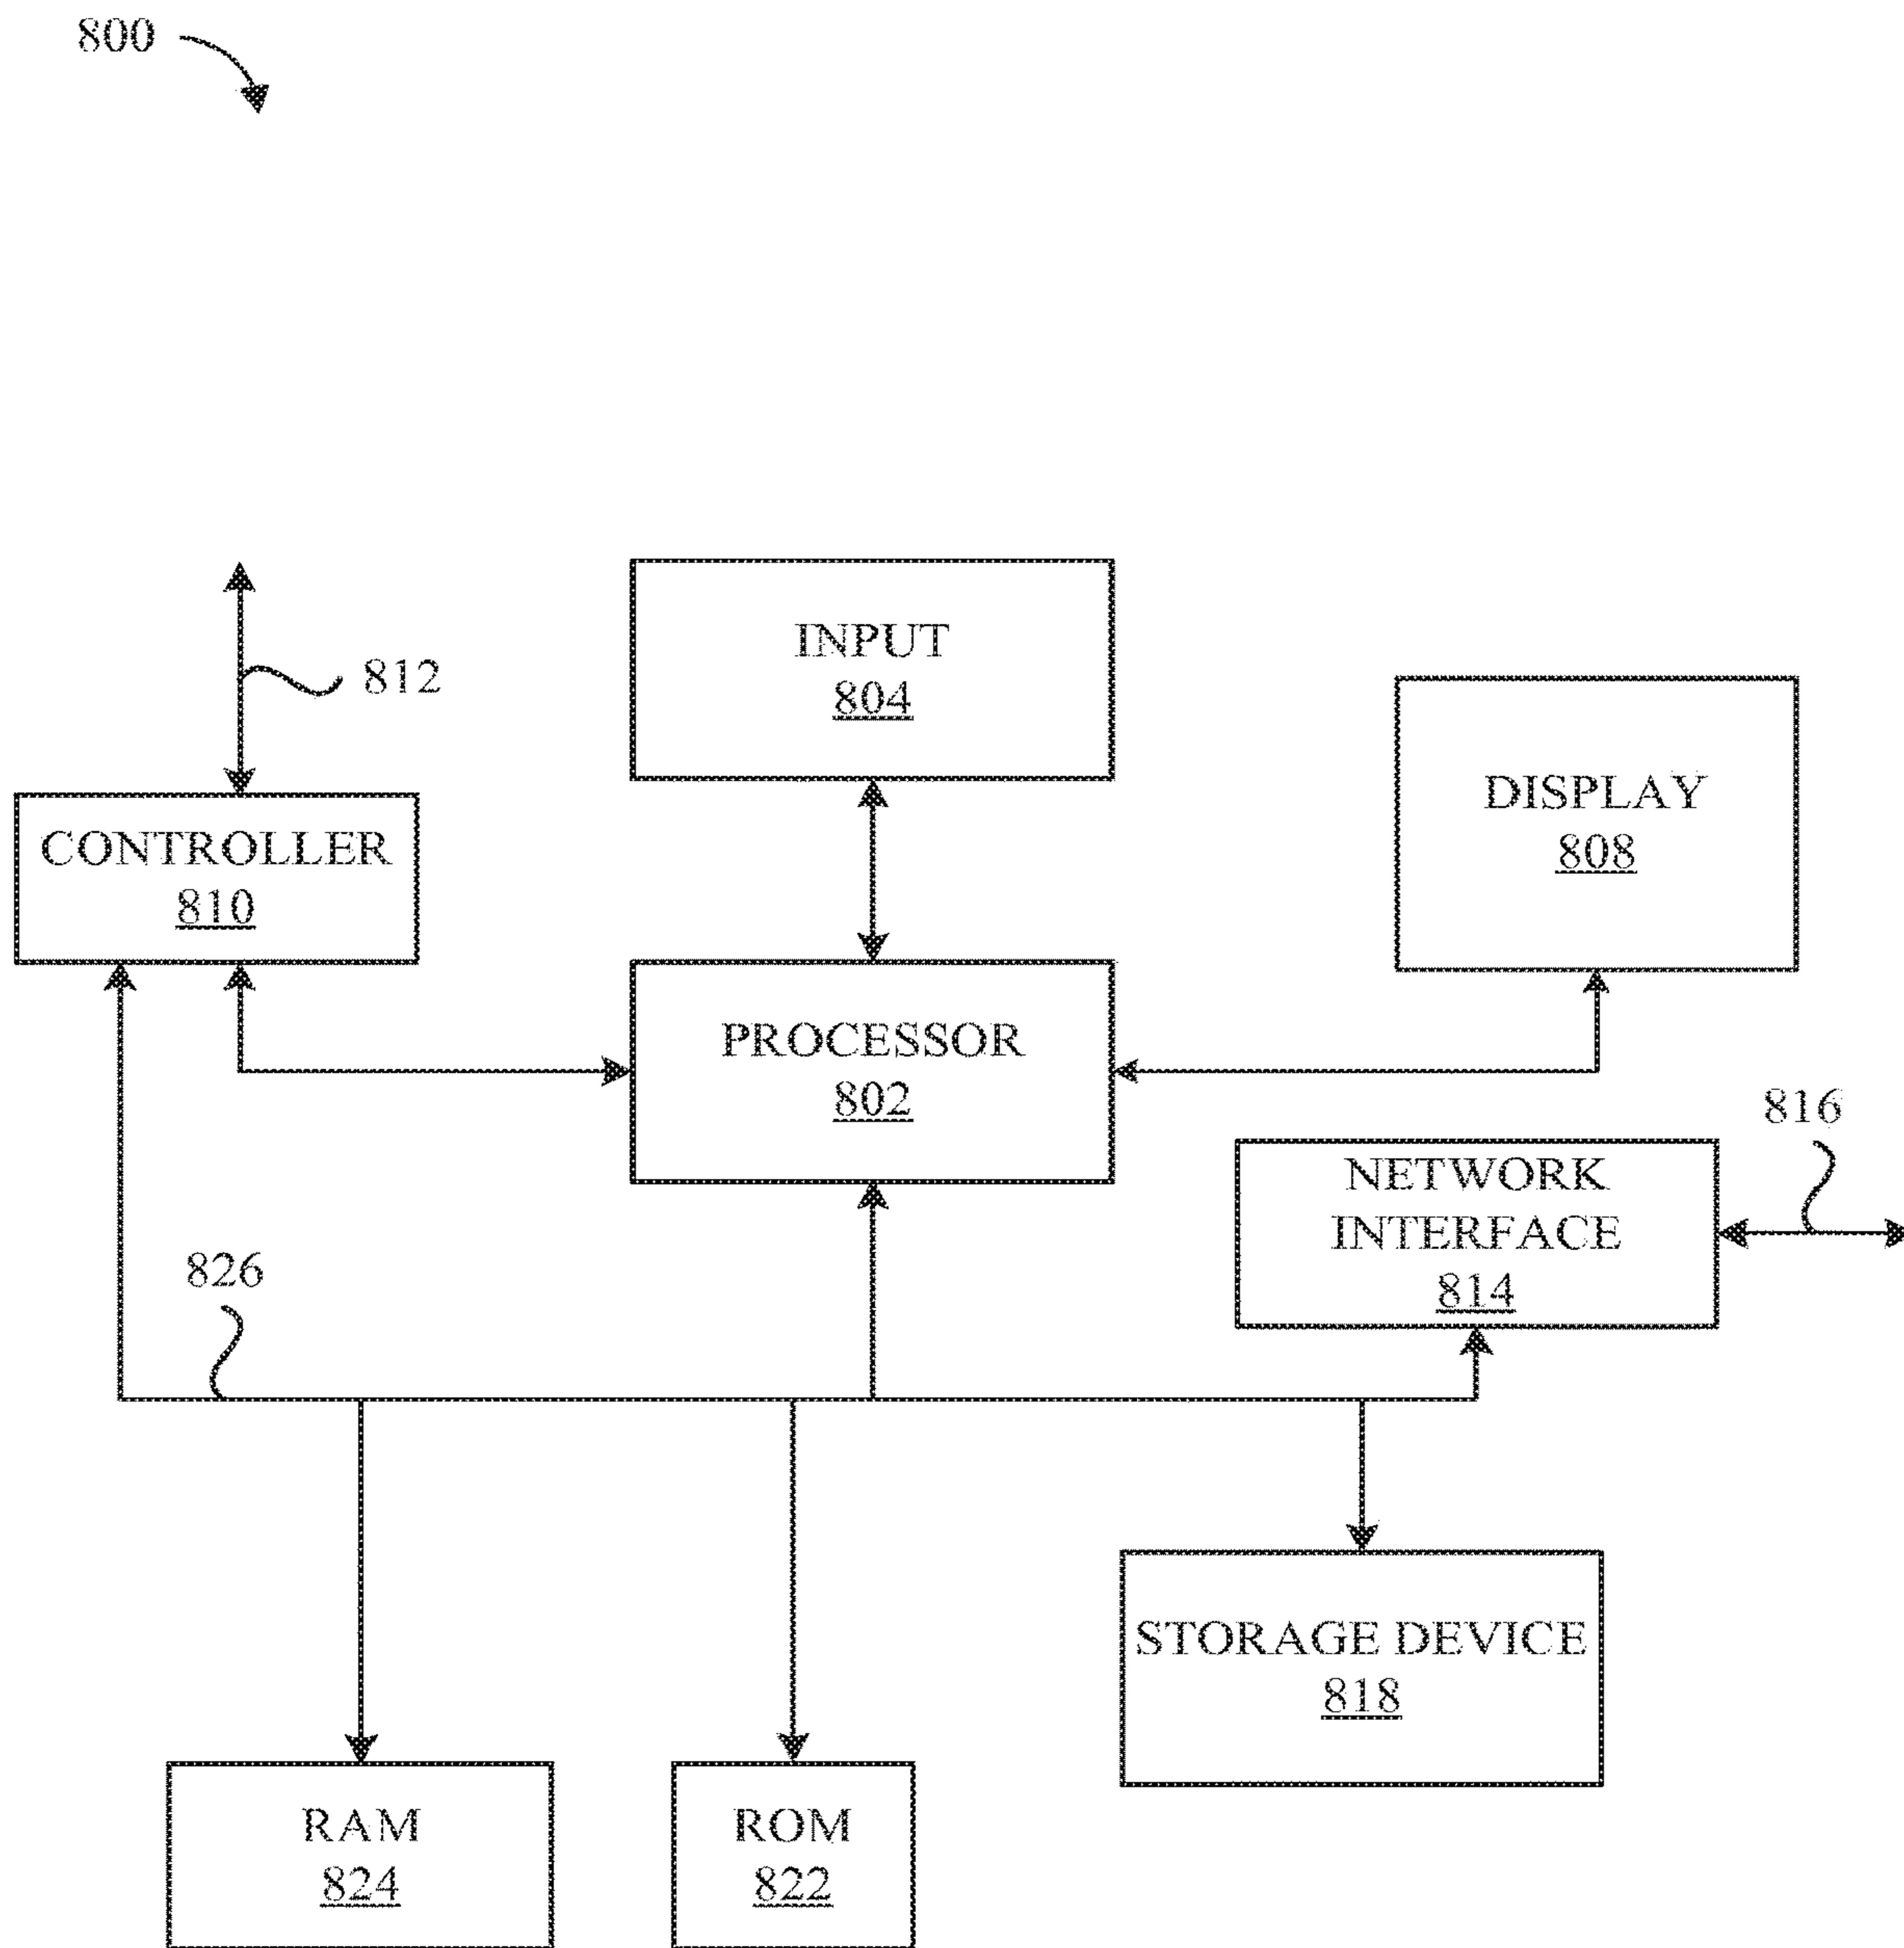 800
812
INPUT
804
DISPLAY
808
CONTROLLER
810
PROCESSOR
802
816
NETWORK
INTERFACE
814
826
STORAGE DEVICE
818
RAM
824
ROM
822